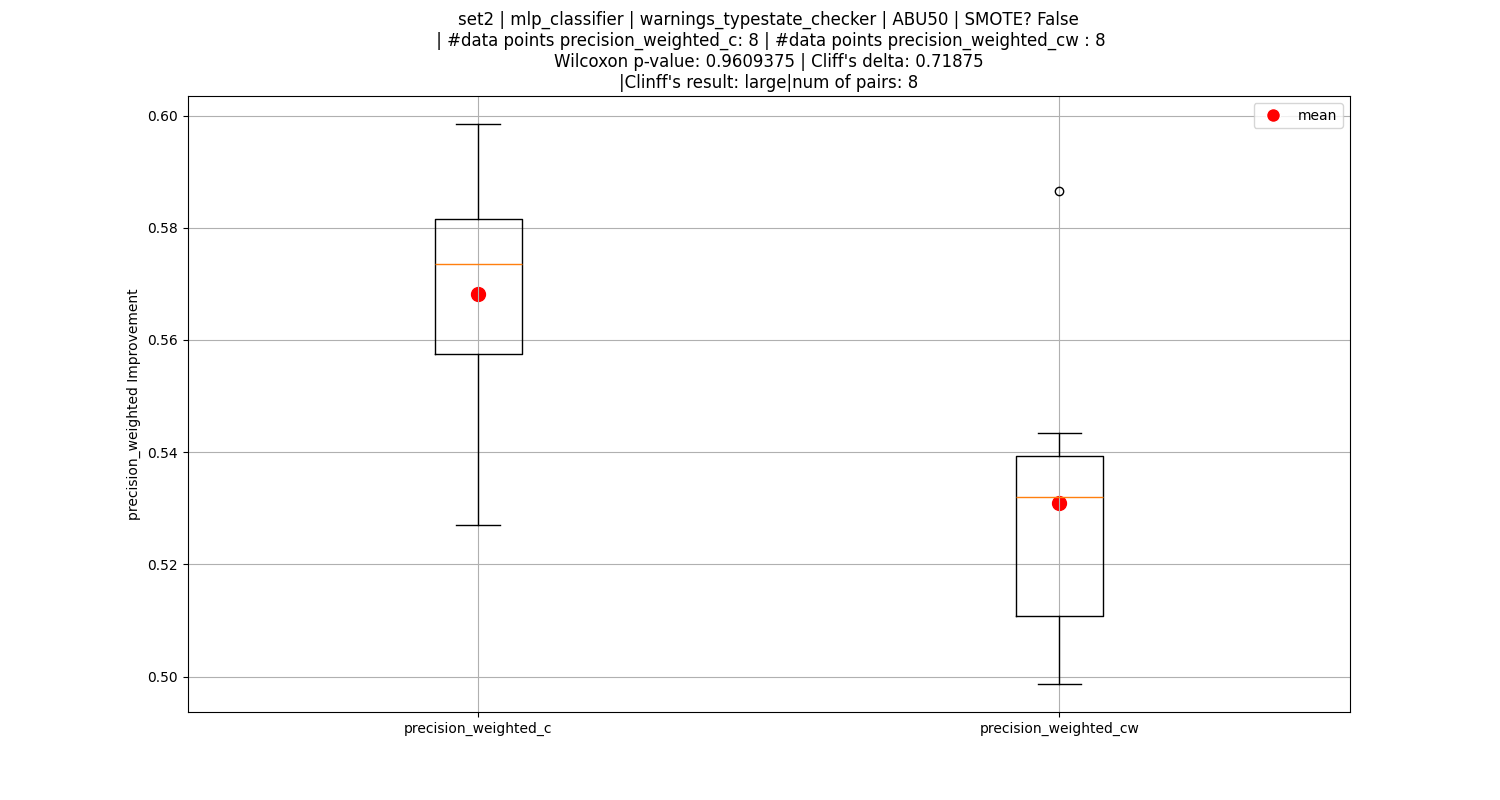 set2 | mlp_classifier | warnings_typestate_checker | ABU50 | SMOTE? False
| #data points precision_weighted_c: 8 | #data points precision_weighted_cw : 8
Wilcoxon p-value: 0.9609375 | Cliff's delta: 0.71875
|Clinff's result: large|num of pairs: 8
mean
precision_weighted Improvement
0.60
0.58
0.56
0.54
0.52
0.50
precision_weighted_c
precision_weighted_cw